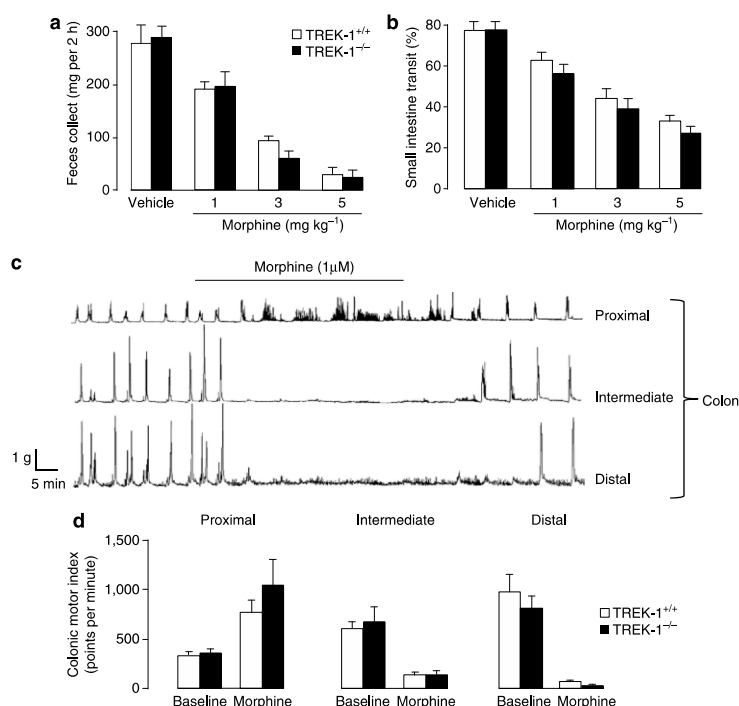 a
Feces collect (mg per 2 h)
300
200
100
0
TREK-1+/+
TREK-1−/−
Vehicle 1 3 5
Morphine (mg kg−1)
b
Small intestine transit (%)
80
60
40
20
0
Vehicle 1 3 5
Morphine (mg kg−1)
c
Morphine (1μM)
Proximal
Intermediate
Colon
Distal
1 g
5 min
d
Proximal Intermediate Distal
Colonic motor index
(points per minute)
1,500
1,000
500
0
TREK-1+/+
TREK-1−/−
Baseline Morphine Baseline Morphine Baseline Morphine